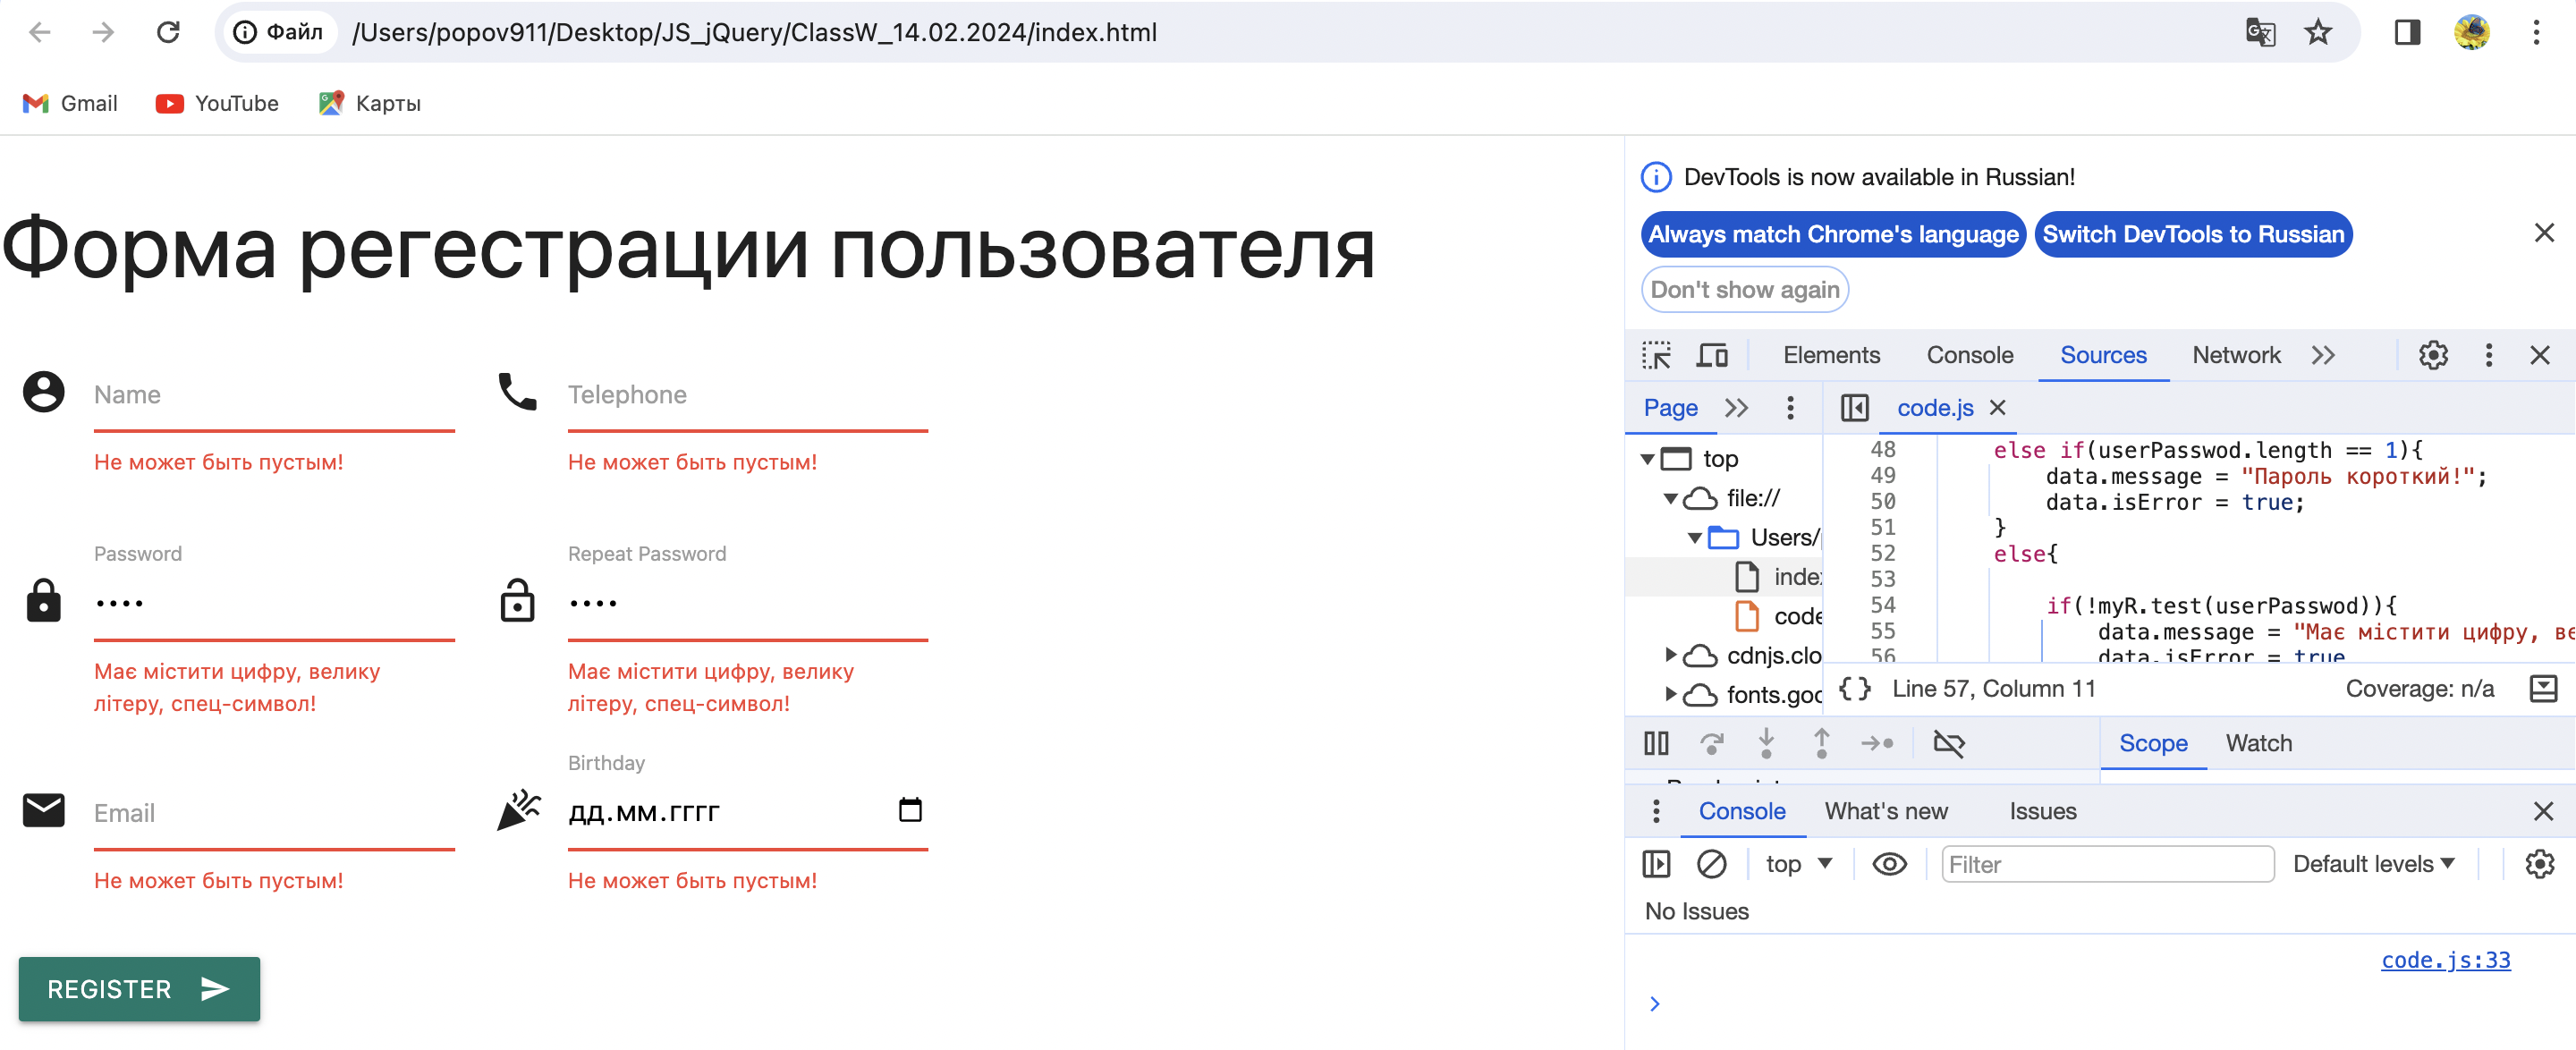 Файл /Users/popov911/Desktop/JS_jQuery/ClassW_14.02.2024/index.html
Gmail YouTube Карты
Форма регестрации пользователя
Name
Не может быть пустым!
Telephone
Не может быть пустым!
Password
••••
Має містити цифру, велику
літеру, спец-символ!
Repeat Password
••••
Має містити цифру, велику
літеру, спец-символ!
Email
Не может быть пустым!
Birthday
дд.мм.гггг
Не может быть пустым!
REGISTER
DevTools is now available in Russian!
Always match Chrome's language Switch DevTools to Russian
Don't show again
Elements Console Sources Network
Page
code.js
top
file://
Users/
inde
code
cdnjs.clo
fonts.goo
48 else if(userPasswod.length == 1){
49 data.message = "Пароль короткий!";
50 data.isError = true;
51 }
52 else{
53
54 if(!myR.test(userPasswod)){
55 data.message = "Має містити цифру, ве
56 data.isError = true
{ } Line 57, Column 11 Coverage: n/a
Scope Watch
Console What's new Issues
top Filter Default levels
No Issues
code.js:33